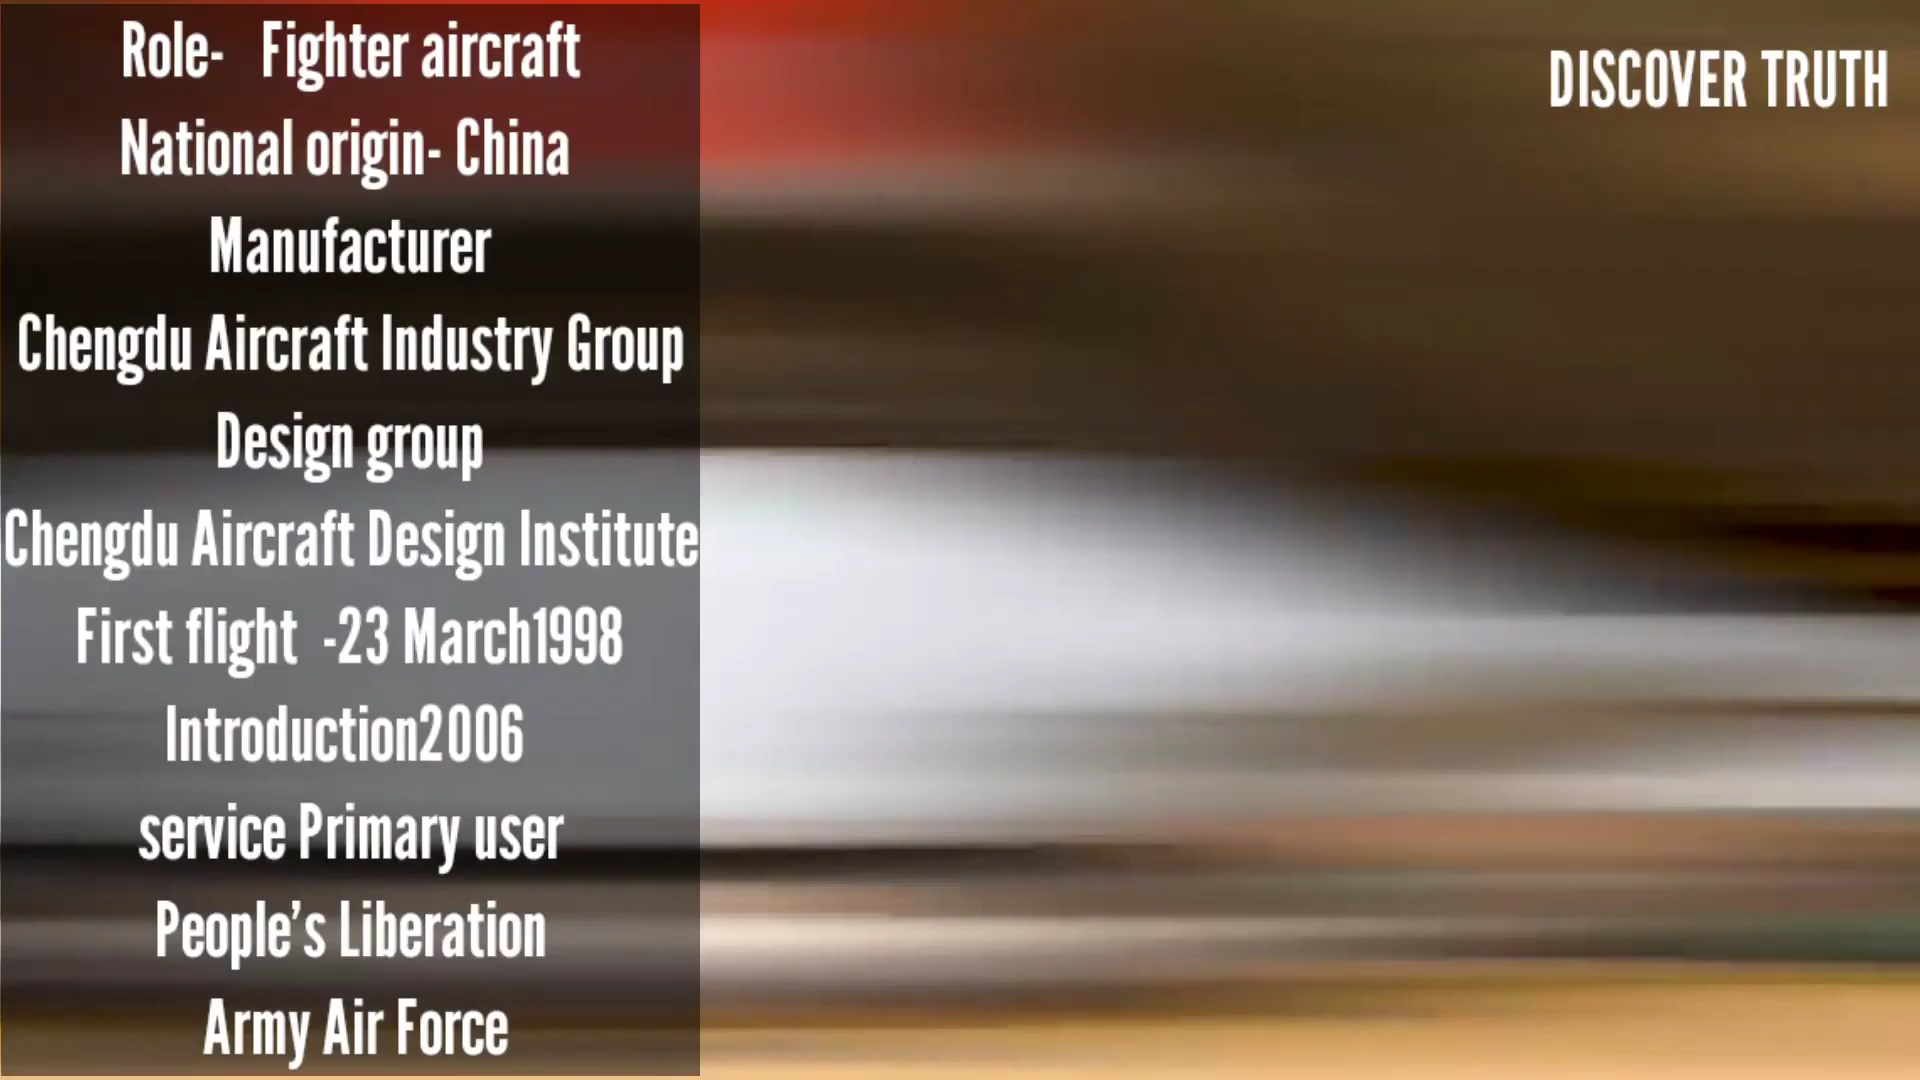 Role- Fighter aircraft
National origin- China
Manufacturer
Chengdu Aircraft Industry Group
Design group
Chengdu Aircraft Design Institute
First flight -23 March1998
Introduction2006
service Primary user
People’s Liberation
Army Air Force
DISCOVER TRUTH